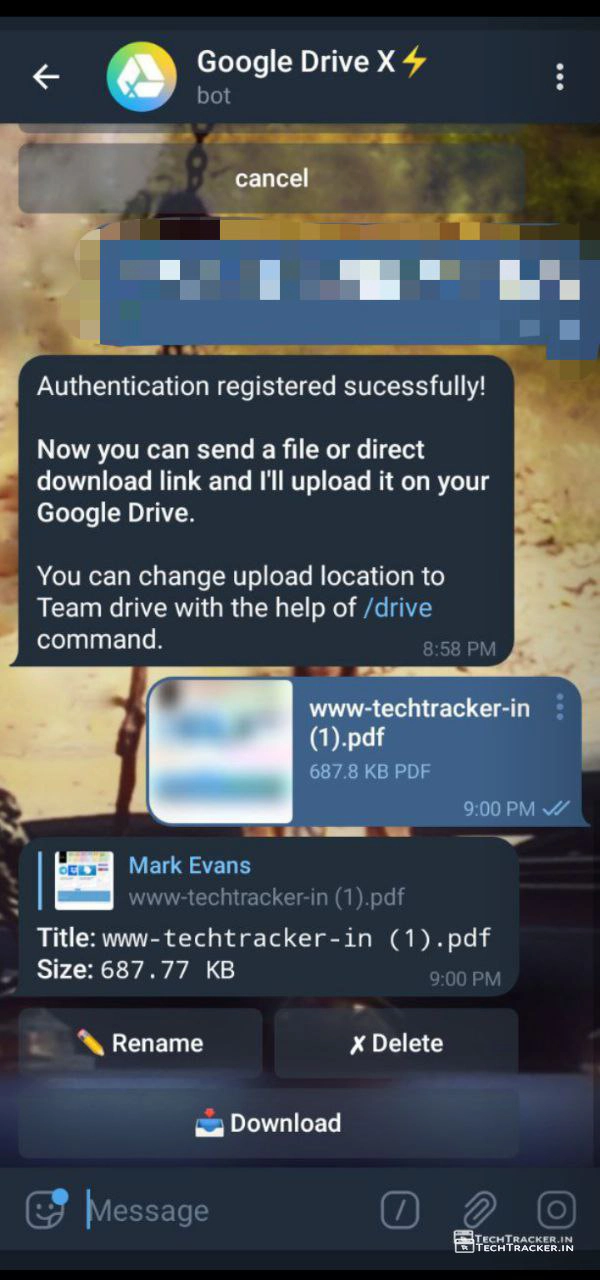 Google Drive X⚡
bot
cancel
Authentication registered sucessfully!
Now you can send a file or direct
download link and I'll upload it on your
Google Drive.
You can change upload location to
Team drive with the help of /drive
command.
8:58 PM
www-techtracker-in
(1).pdf
687.8 KB PDF
9:00 PM
Mark Evans
www-techtracker-in (1).pdf
Title: www-techtracker-in (1).pdf
Size: 687.77 KB
9:00 PM
✏️ Rename
✗ Delete
📥 Download
Message
TECHTRACKER.IN
TECHTRACKER.IN